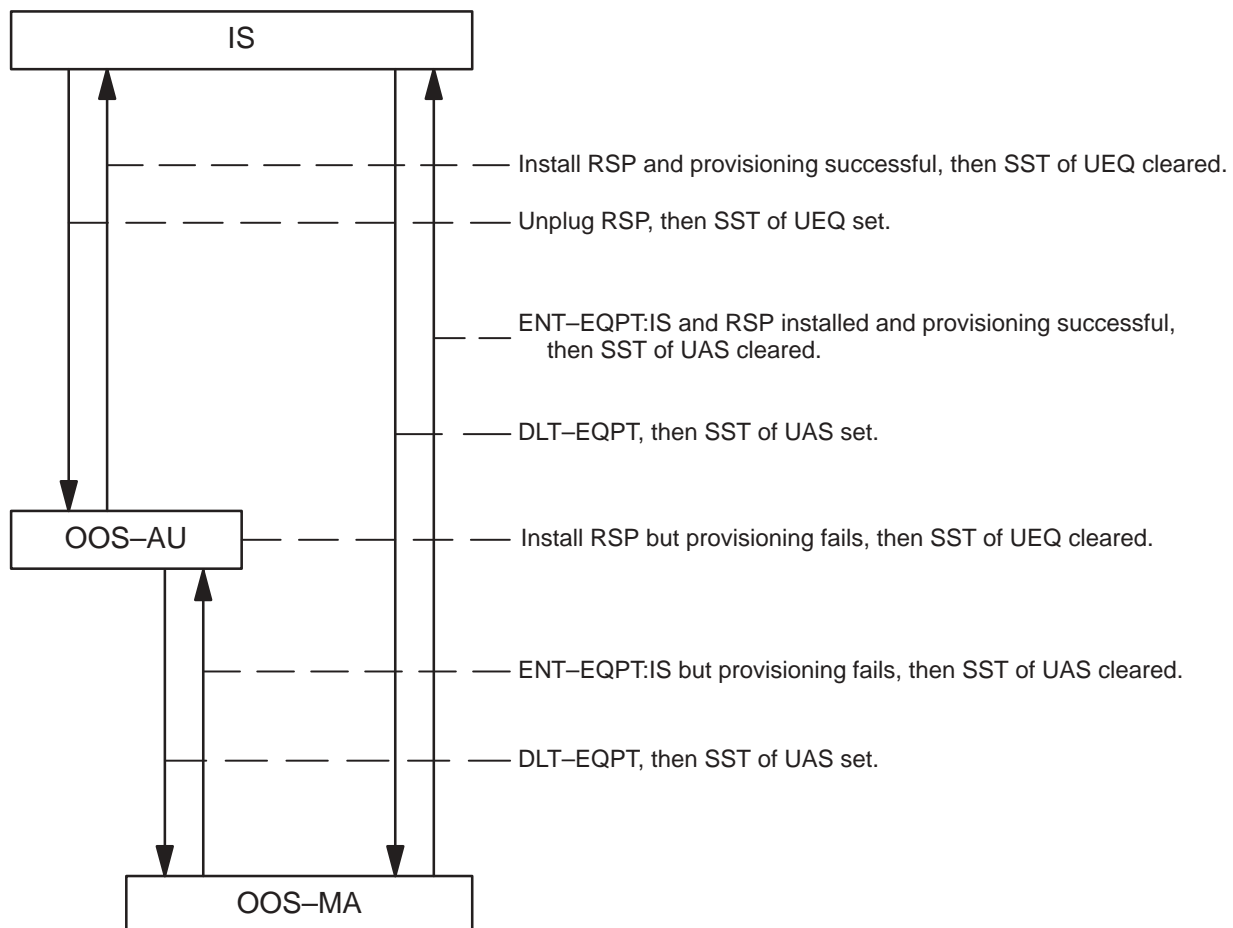 IS
Install RSP and provisioning successful, then SST of UEQ cleared.
Unplug RSP, then SST of UEQ set.
ENT–EQPT:IS and RSP installed and provisioning successful,
then SST of UAS cleared.
DLT–EQPT, then SST of UAS set.
OOS–AU
Install RSP but provisioning fails, then SST of UEQ cleared.
ENT–EQPT:IS but provisioning fails, then SST of UAS cleared.
DLT–EQPT, then SST of UAS set.
OOS–MA